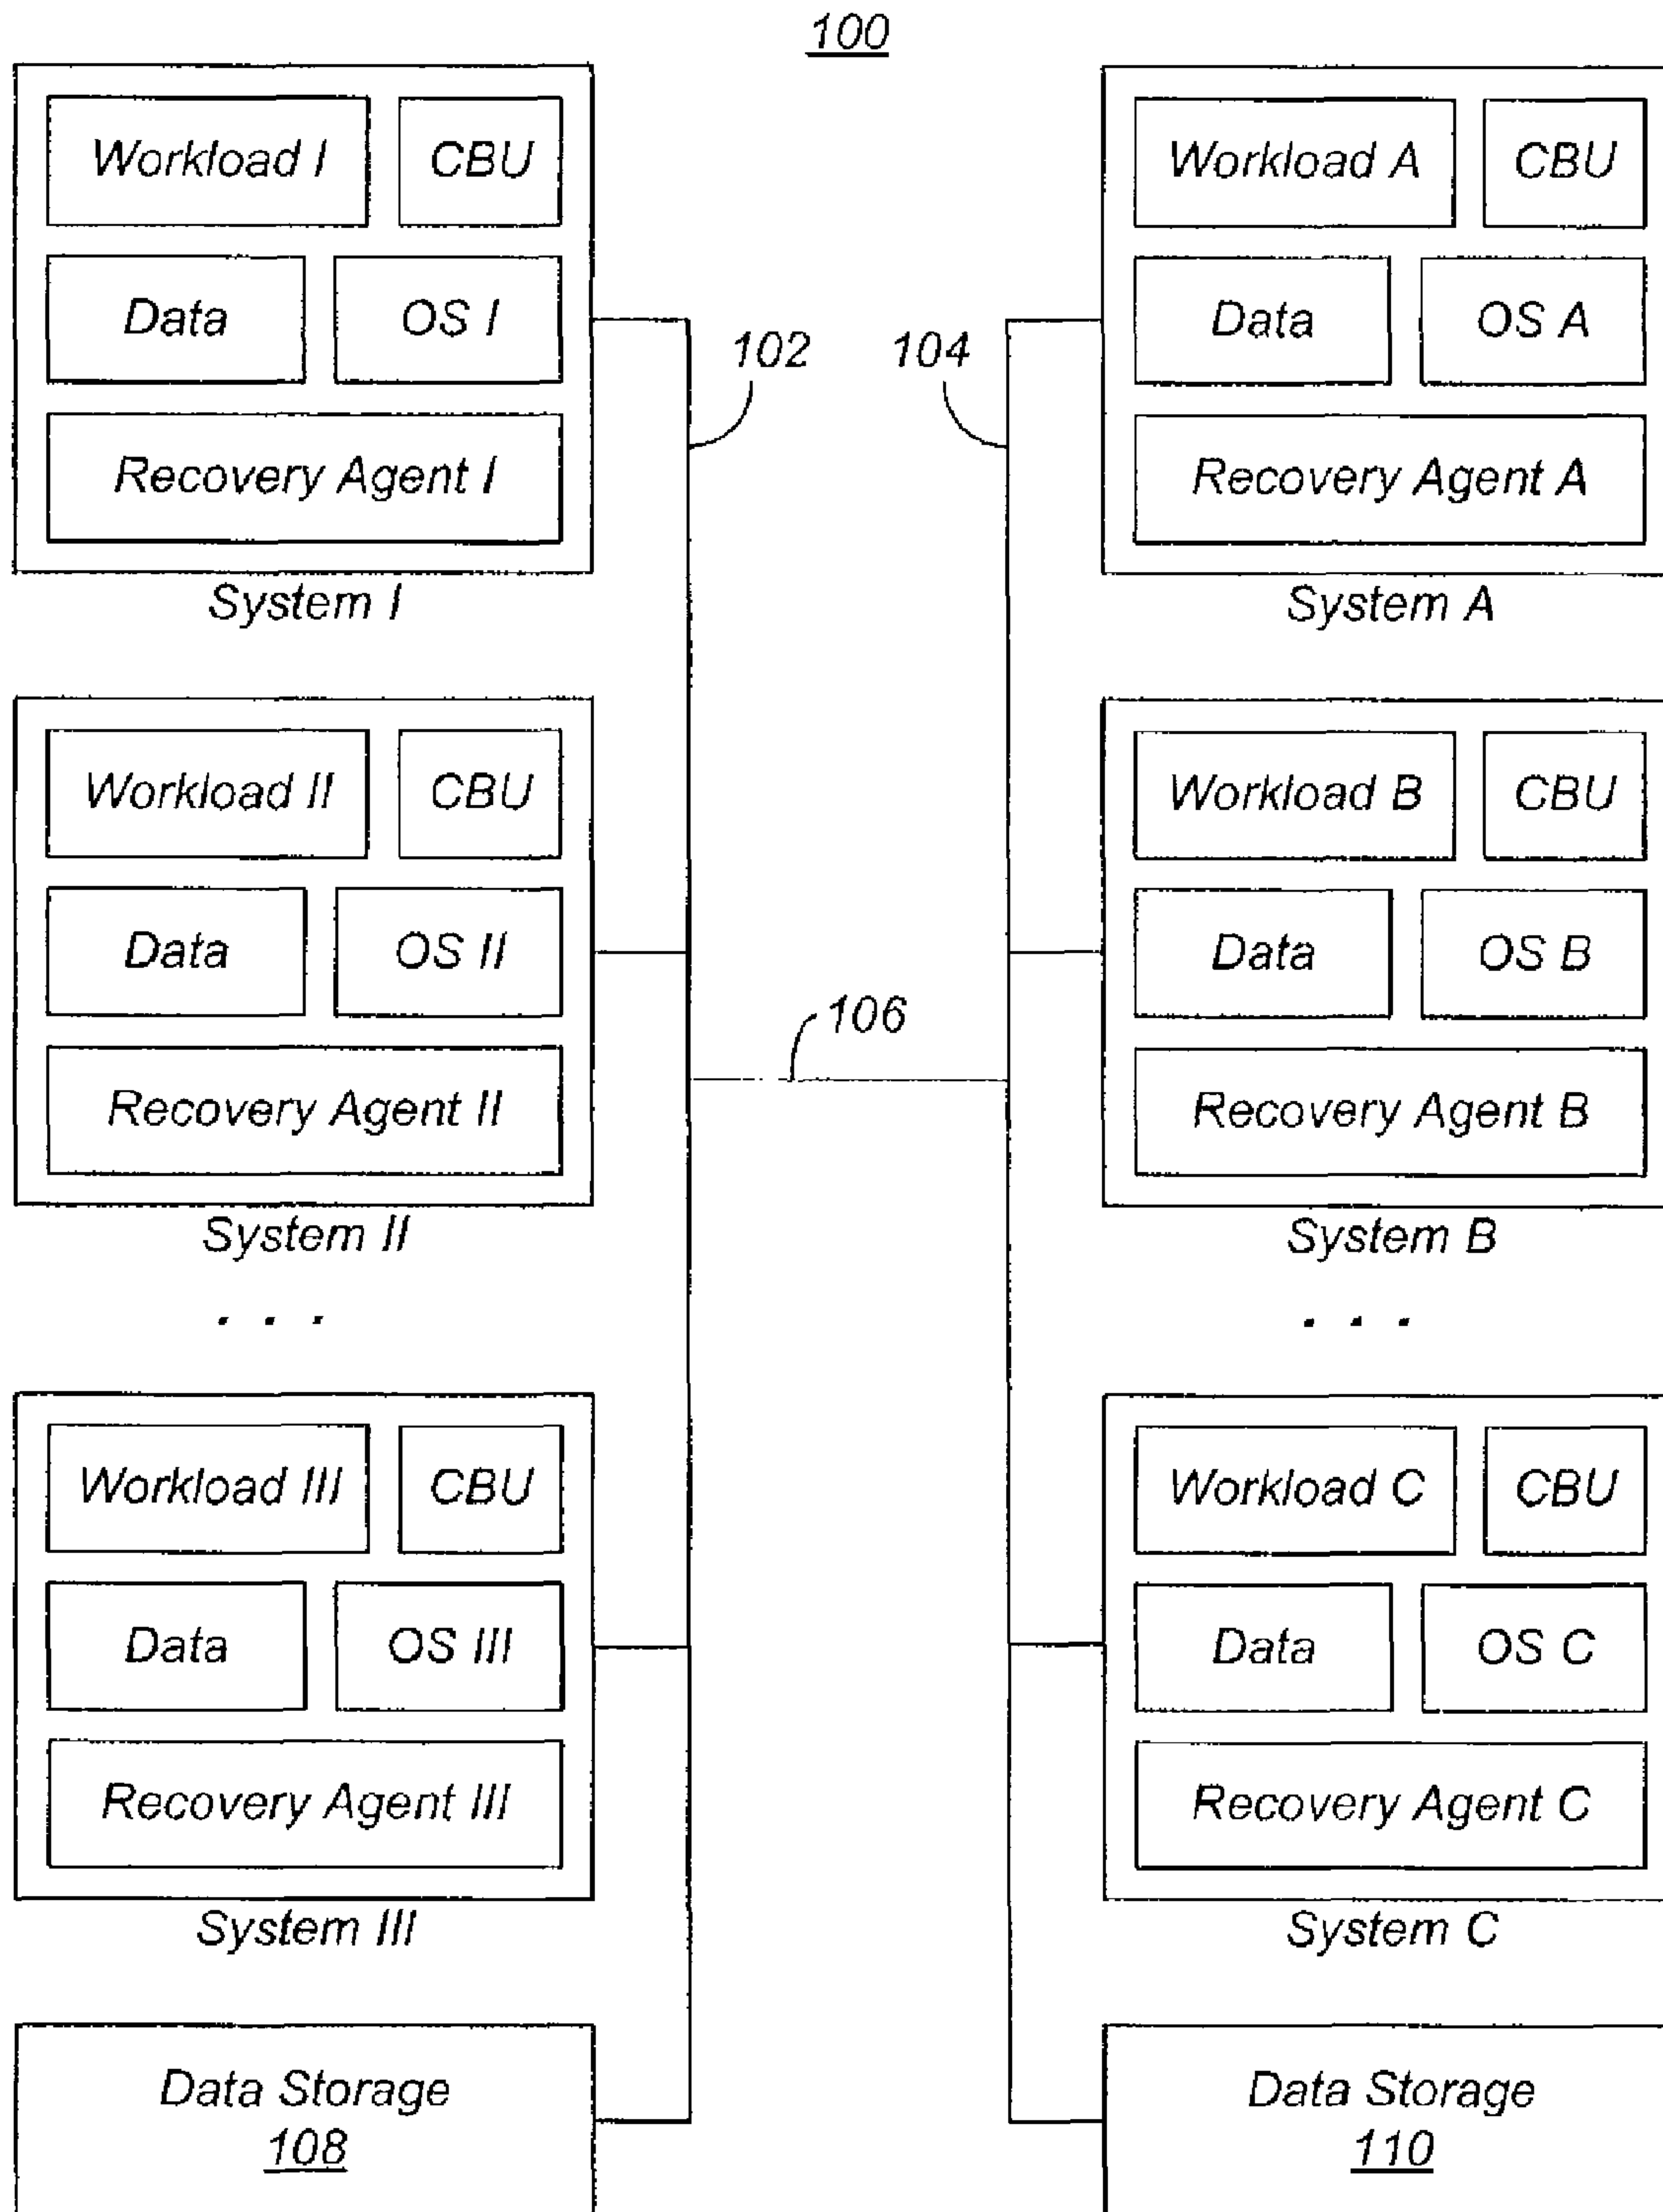 100
Workload I
CBU
Data
OS I
Recovery Agent I
System I
Workload A
CBU
Data
OS A
Recovery Agent A
System A
102
104
Workload II
CBU
Data
OS II
Recovery Agent II
System II
Workload B
CBU
Data
OS B
Recovery Agent B
System B
106
. . .
. . .
Workload III
CBU
Data
OS III
Recovery Agent III
System III
Workload C
CBU
Data
OS C
Recovery Agent C
System C
Data Storage
108
Data Storage
110